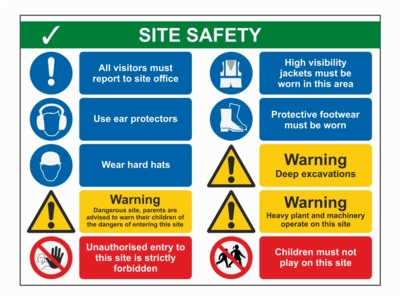 SITE SAFETY
All visitors must
report to site office
High visibility
jackets must be
worn in this area
Use ear protectors
Protective footwear
must be worn
Wear hard hats
Warning
Deep excavations
Warning
Dangerous site, parents are
advised to warn their children of
the dangers of entering this site
Warning
Heavy plant and machinery
operate on this site
Unauthorised entry to
this site is strictly
forbidden
Children must not
play on this site